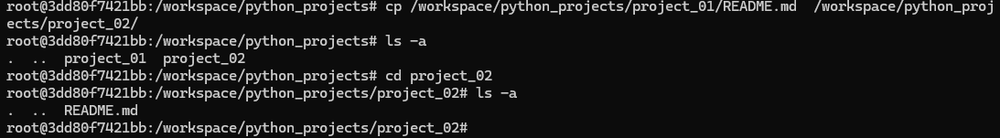 root@3dd80f7421bb:/workspace/python_projects# cp /workspace/python_projects/project_01/README.md  /workspace/python_proj
ects/project_02/
root@3dd80f7421bb:/workspace/python_projects# ls -a
.  ..  project_01  project_02
root@3dd80f7421bb:/workspace/python_projects# cd project_02
root@3dd80f7421bb:/workspace/python_projects/project_02# ls -a
.  ..  README.md
root@3dd80f7421bb:/workspace/python_projects/project_02#